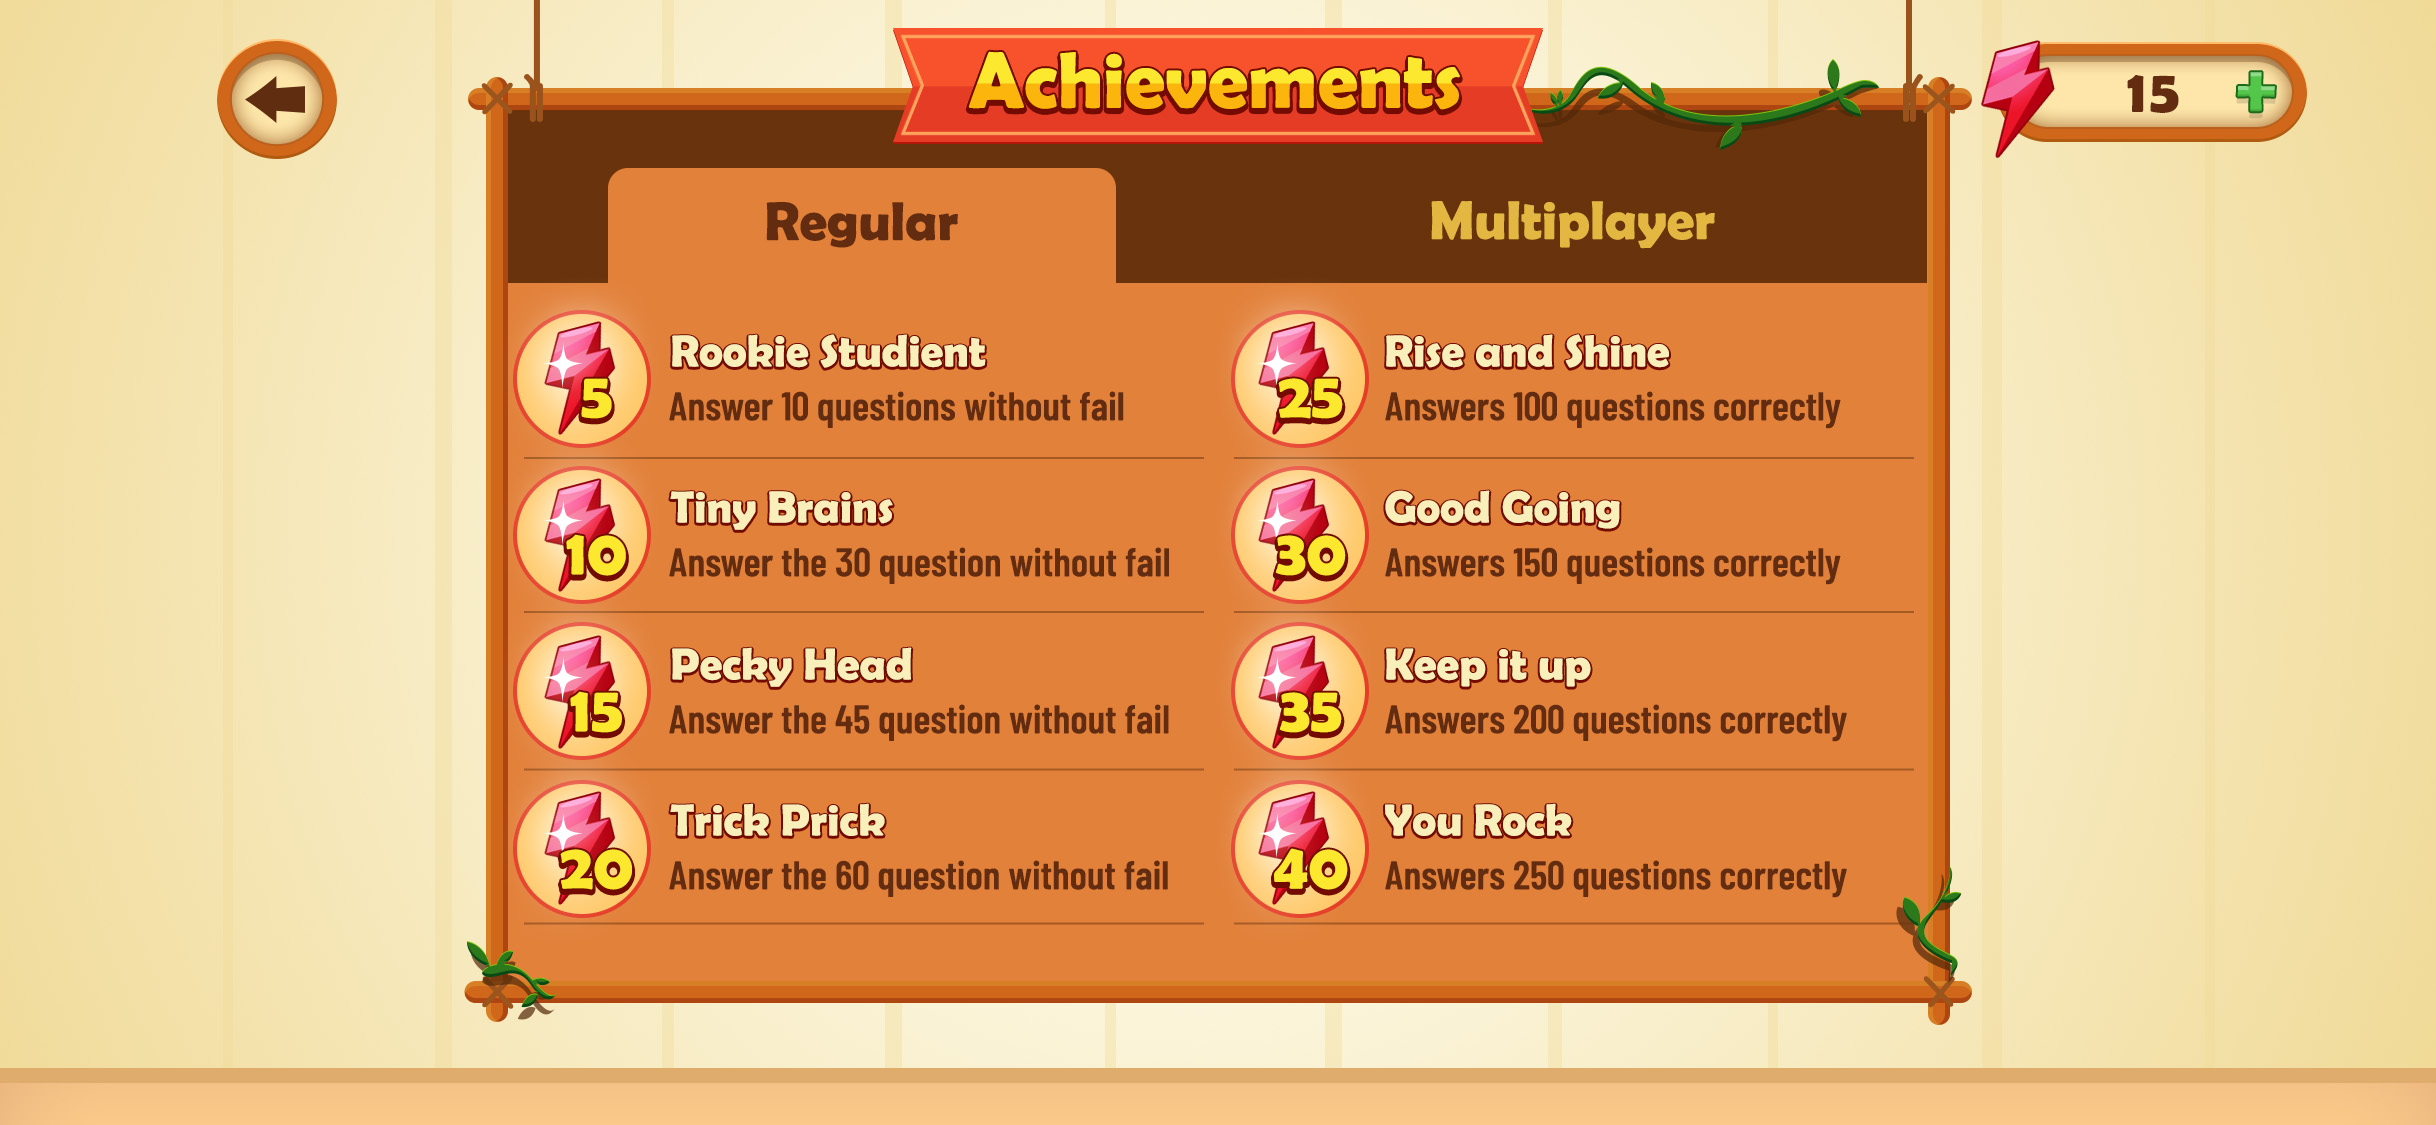 Achievements
15
Regular
Multiplayer
5
Rookie Studient
Answer 10 questions without fail
25
Rise and Shine
Answers 100 questions correctly
10
Tiny Brains
Answer the 30 question without fail
30
Good Going
Answers 150 questions correctly
15
Pecky Head
Answer the 45 question without fail
35
Keep it up
Answers 200 questions correctly
20
Trick Prick
Answer the 60 question without fail
40
You Rock
Answers 250 questions correctly